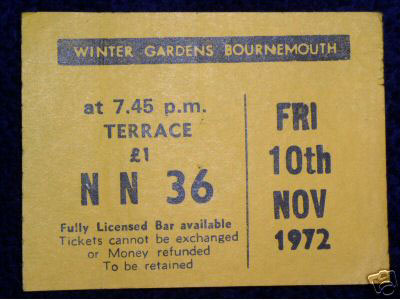 WINTER GARDENS BOURNEMOUTH
at 7.45 p.m.
TERRACE
£1
N N 36
Fully Licensed Bar available
Tickets cannot be exchanged
or Money refunded
To be retained
FRI
10th
NOV
1972